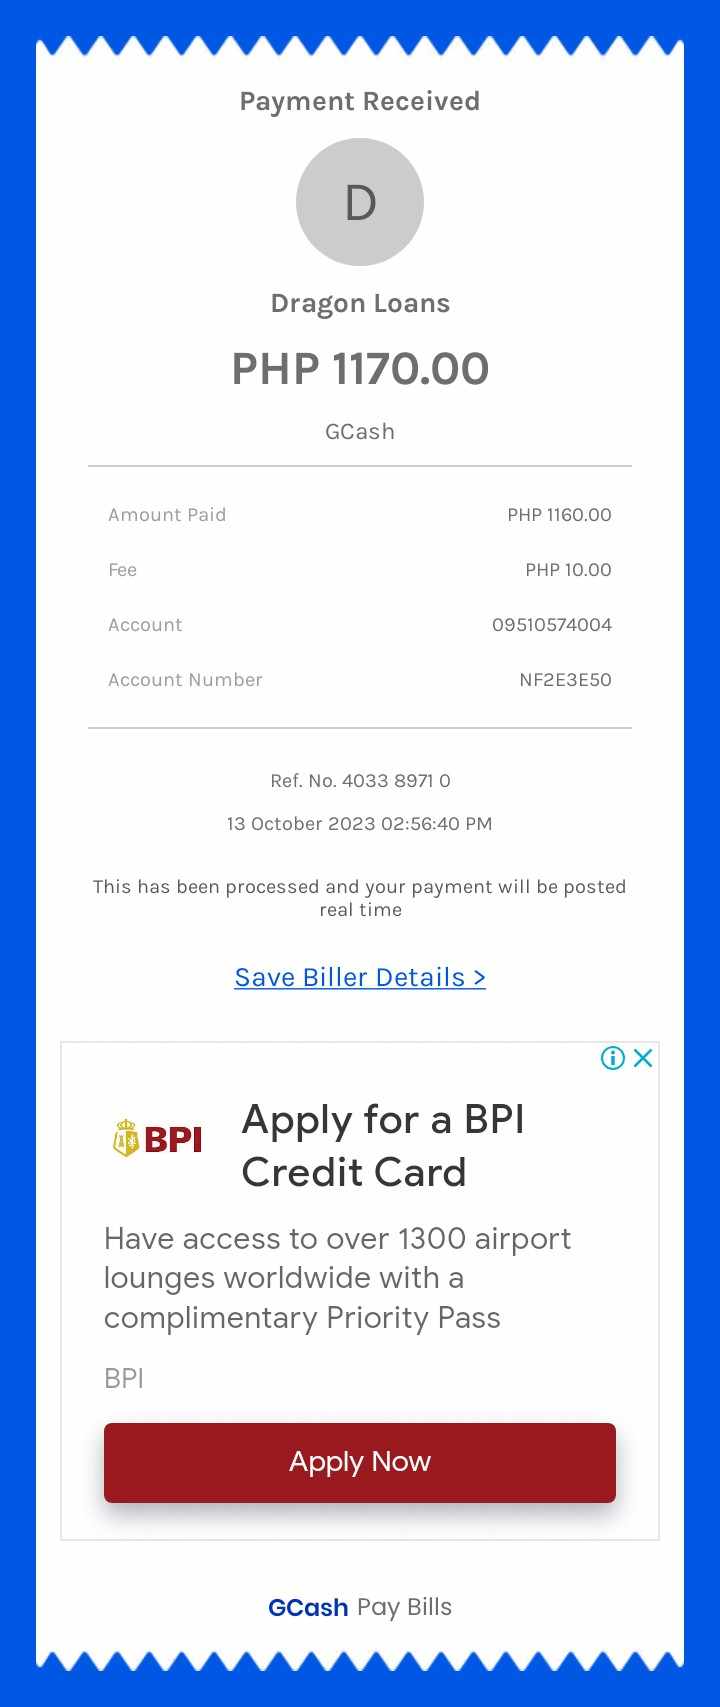 Payment Received
D
Dragon Loans
PHP 1170.00
GCash
Amount Paid PHP 1160.00
Fee PHP 10.00
Account 09510574004
Account Number NF2E3E50
Ref. No. 4033 8971 0
13 October 2023 02:56:40 PM
This has been processed and your payment will be posted
real time
Save Biller Details >
BPI
Apply for a BPI
Credit Card
Have access to over 1300 airport
lounges worldwide with a
complimentary Priority Pass
BPI
Apply Now
GCash Pay Bills